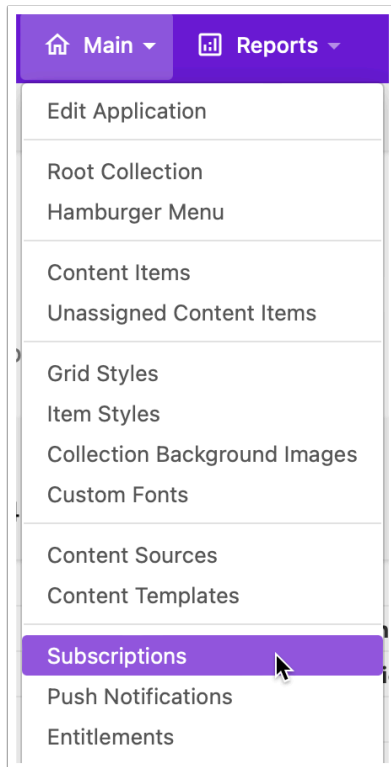 Main Reports
Edit Application
Root Collection
Hamburger Menu
Content Items
Unassigned Content Items
Grid Styles
Item Styles
Collection Background Images
Custom Fonts
Content Sources
Content Templates
Subscriptions
Push Notifications
Entitlements